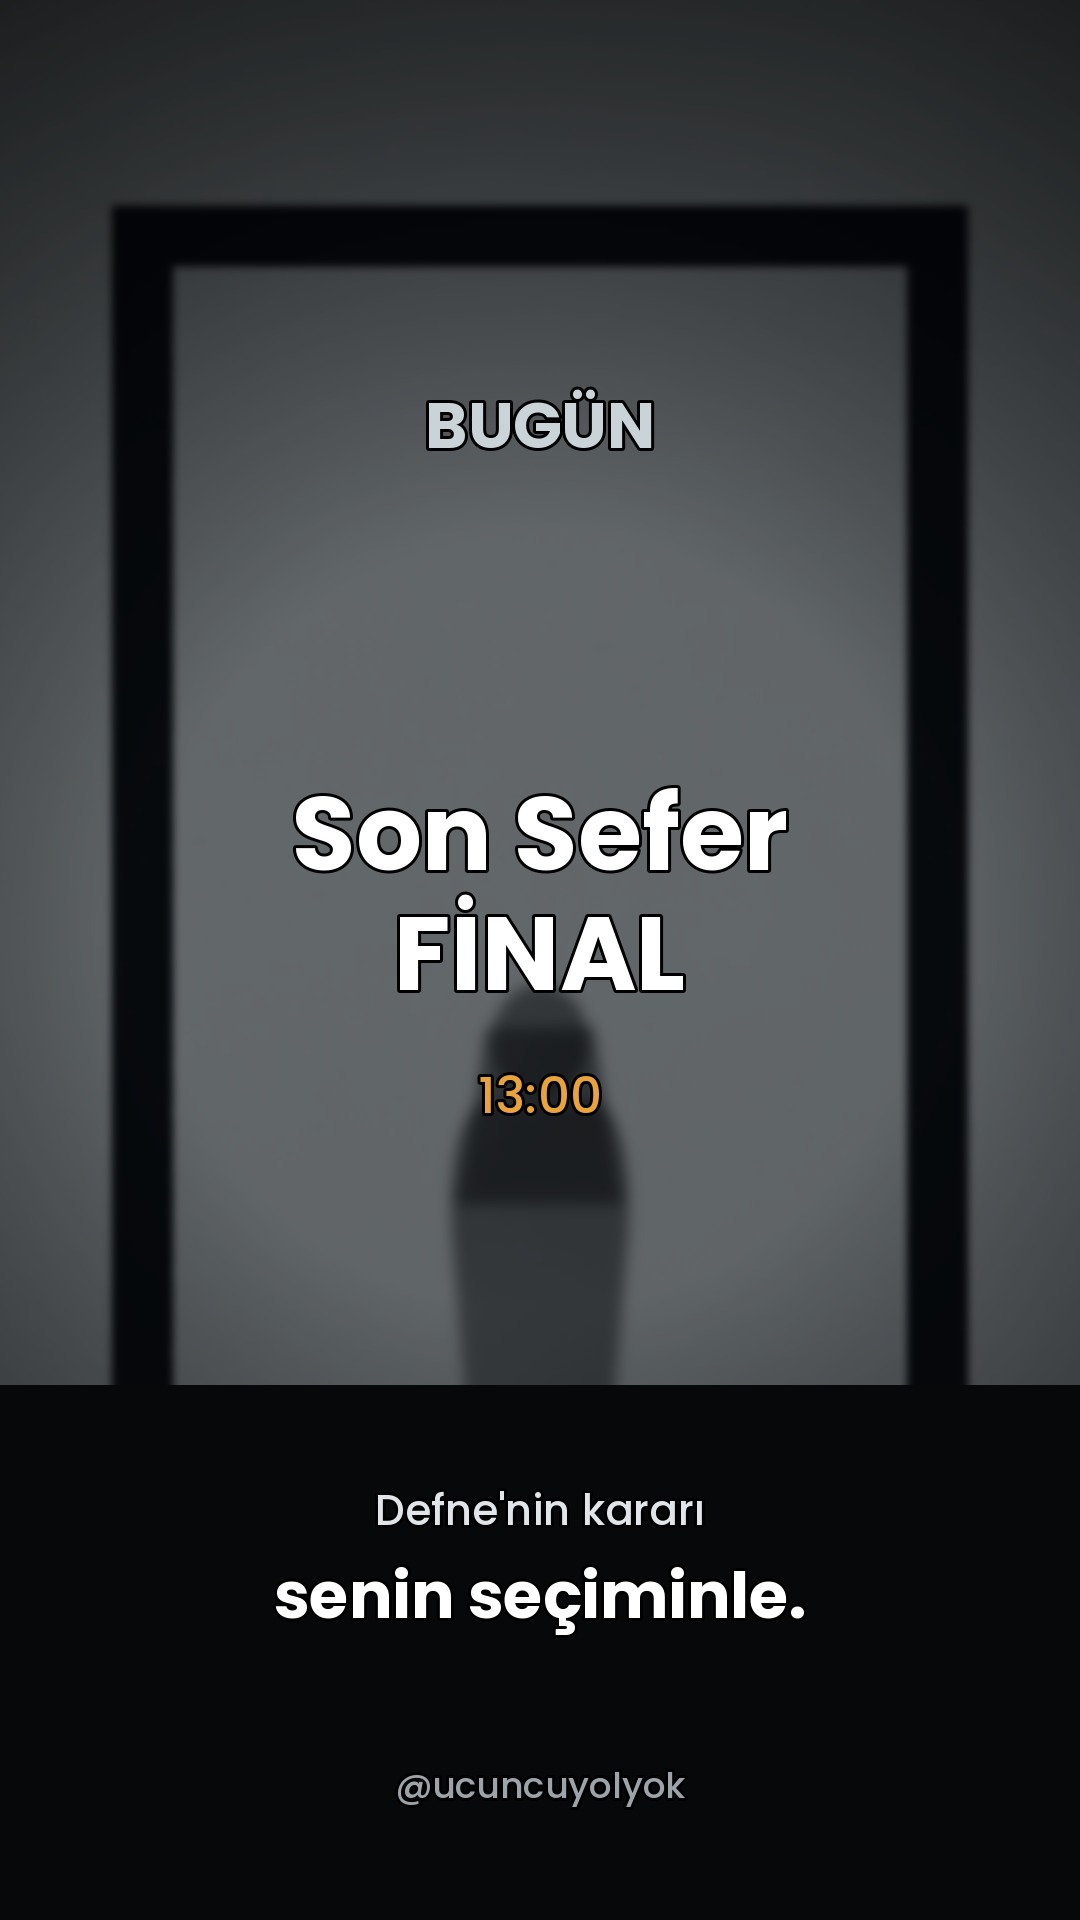 BUGÜN
Son Sefer
FİNAL
13:00
Defne'nin kararı
senin seçiminle.
@ucuncuyolyok